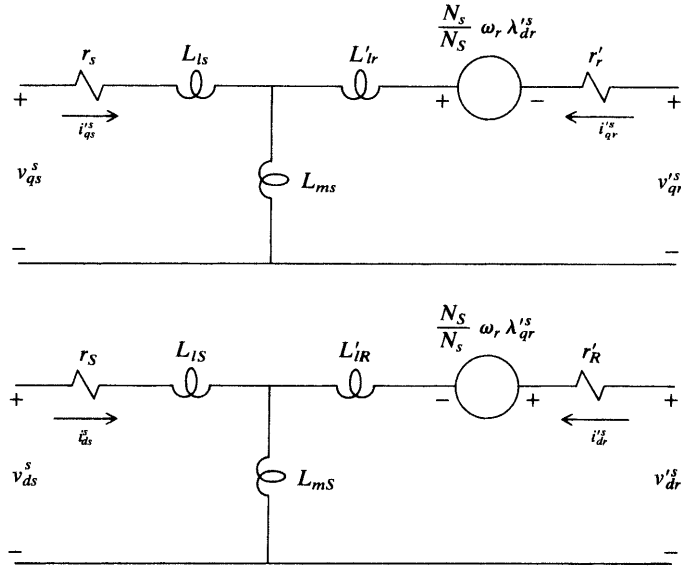 N_s/N_S ω_r λ'^s_dr
r_s L_ls L'_lr r'_r
+ + − +
i'^s_qs i'^s_qr
v^s_qs L_ms v'^s_qr
− −
N_S/N_s ω_r λ'^s_qr
r_S L_lS L'_lR r'_R
+ − + +
i^s_ds i'^s_dr
v^s_ds L_mS v'^s_dr
− −